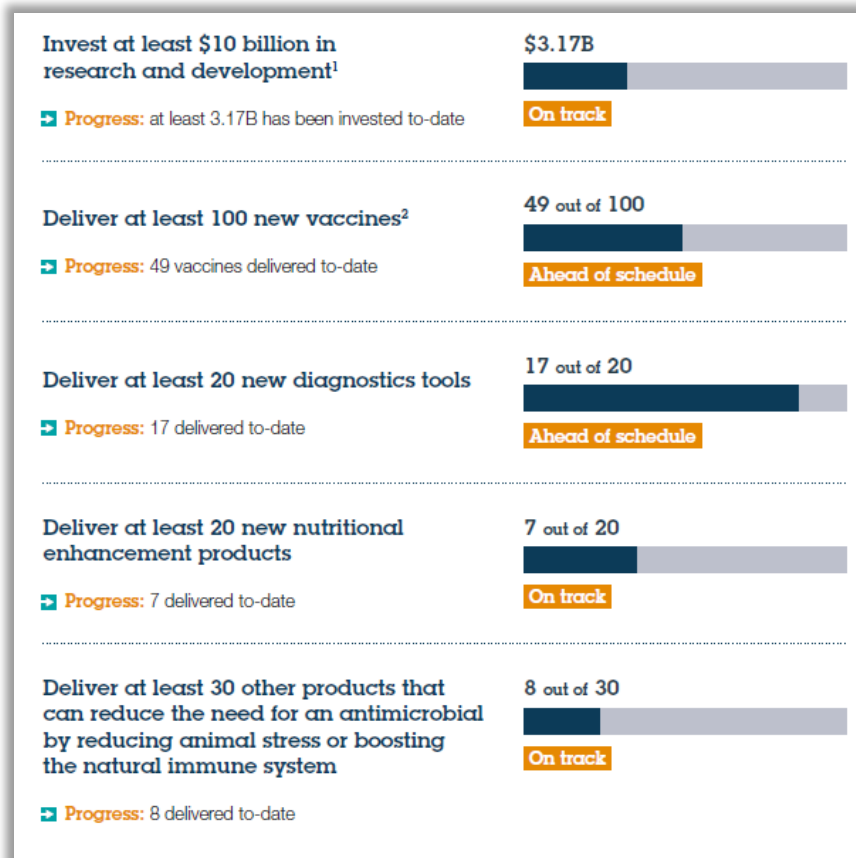 Invest at least $10 billion in
research and development¹
Progress: at least 3.17B has been invested to-date
$3.17B
On track
Deliver at least 100 new vaccines²
Progress: 49 vaccines delivered to-date
49 out of 100
Ahead of schedule
Deliver at least 20 new diagnostics tools
Progress: 17 delivered to-date
17 out of 20
Ahead of schedule
Deliver at least 20 new nutritional
enhancement products
Progress: 7 delivered to-date
7 out of 20
On track
Deliver at least 30 other products that
can reduce the need for an antimicrobial
by reducing animal stress or boosting
the natural immune system
Progress: 8 delivered to-date
8 out of 30
On track